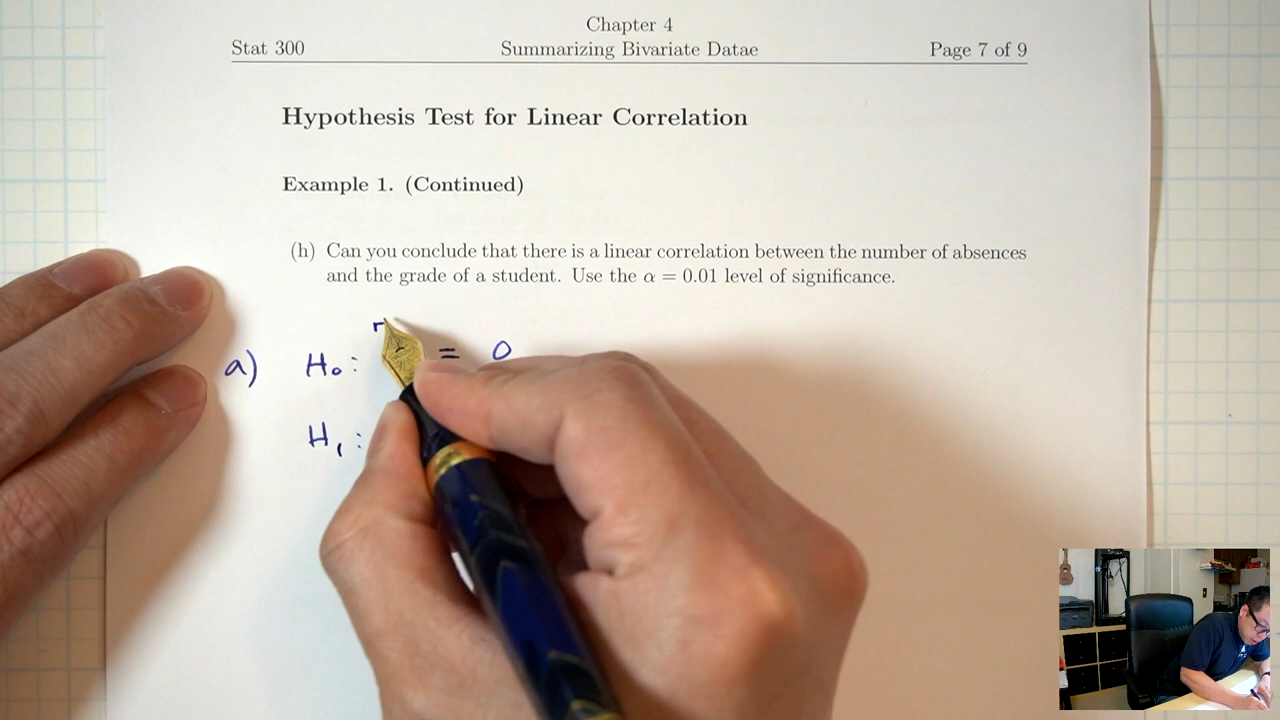 Chapter 4
Stat 300 Summarizing Bivariate Datae Page 7 of 9
Hypothesis Test for Linear Correlation
Example 1. (Continued)
(h) Can you conclude that there is a linear correlation between the number of absences
and the grade of a student. Use the α = 0.01 level of significance.
a) H₀: = 0
H₁: